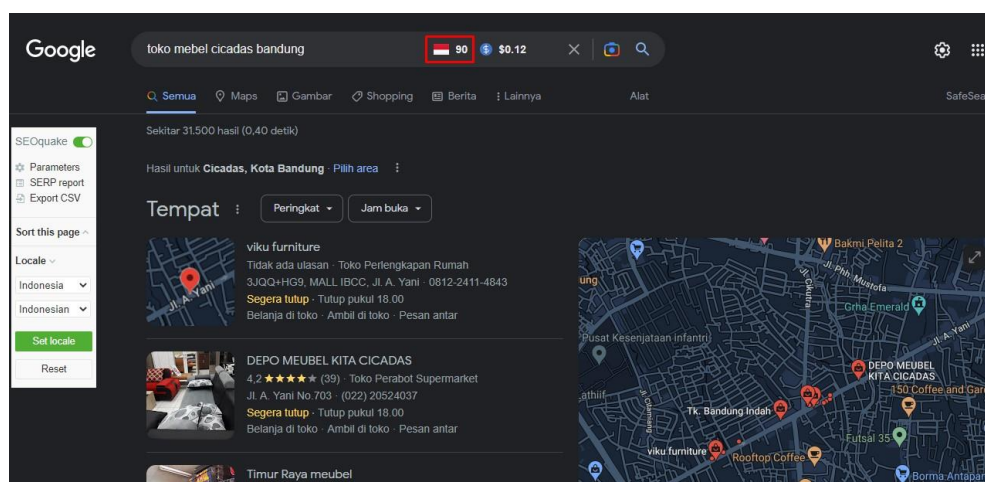 Google
toko mebel cicadas bandung
90
$0.12
Semua
Maps
Gambar
Shopping
Berita
Lainnya
Alat
SafeSea
Sekitar 31.500 hasil (0,40 detik)
SEOquake
Parameters
SERP report
Export CSV
Sort this page
Locale
Indonesia
Indonesian
Set locale
Reset
Hasil untuk Cicadas, Kota Bandung · Pilih area
Tempat
Peringkat
Jam buka
viku furniture
Tidak ada ulasan · Toko Perlengkapan Rumah
3JQQ+HG9, MALL IBCC, Jl. A. Yani · 0812-2411-4843
Segera tutup · Tutup pukul 18.00
Belanja di toko · Ambil di toko · Pesan antar
Jl. A. Yani
DEPO MEUBEL KITA CICADAS
4,2 ★★★★★ (39) · Toko Perabot Supermarket
Jl. A. Yani No.703 · (022) 20524037
Segera tutup · Tutup pukul 18.00
Belanja di toko · Ambil di toko · Pesan antar
Timur Raya meubel
Bakmi Pelita 2
Jl. Phh. Mustofa
ung
Jl. Cikutra
Grha Emerald
Pusat Kesenjataan infantri
Jl. A. Yani
DEPO MEUBEL
KITA CICADAS
150 Coffee and Gar
athiif
Tk. Bandung Indah
Futsal 35
viku furniture
Rooftop Coffee
Borma Antapan